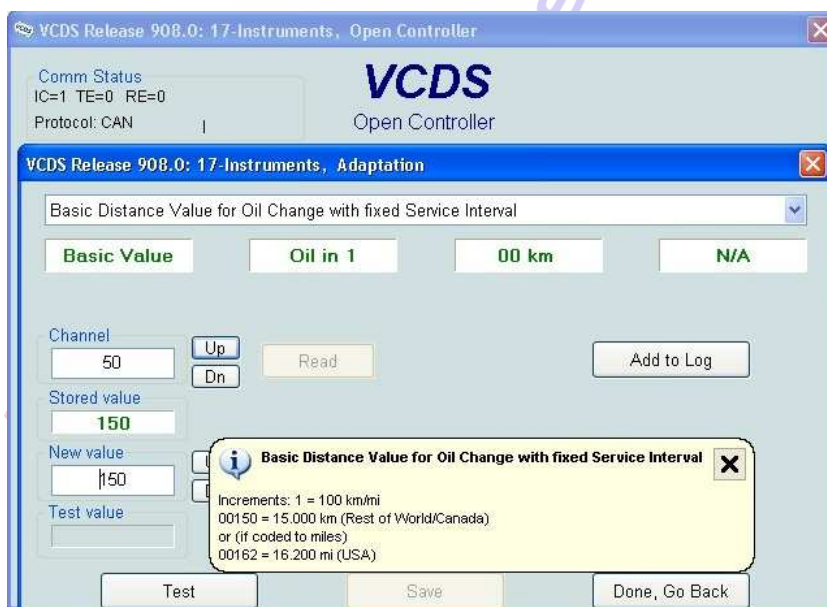 VCDS Release 908.0: 17-Instruments, Open Controller
Comm Status
IC=1 TE=0 RE=0
Protocol: CAN
VCDS
Open Controller
VCDS Release 908.0: 17-Instruments, Adaptation
Basic Distance Value for Oil Change with fixed Service Interval
Basic Value Oil in 1 00 km N/A
Channel
50
Up
Dn
Read
Add to Log
Stored value
150
New value
150
Basic Distance Value for Oil Change with fixed Service Interval
Increments: 1 = 100 km/mi
00150 = 15.000 km (Rest of World/Canada)
or (if coded to miles)
00162 = 16.200 mi (USA)
Test value
Test Save Done, Go Back